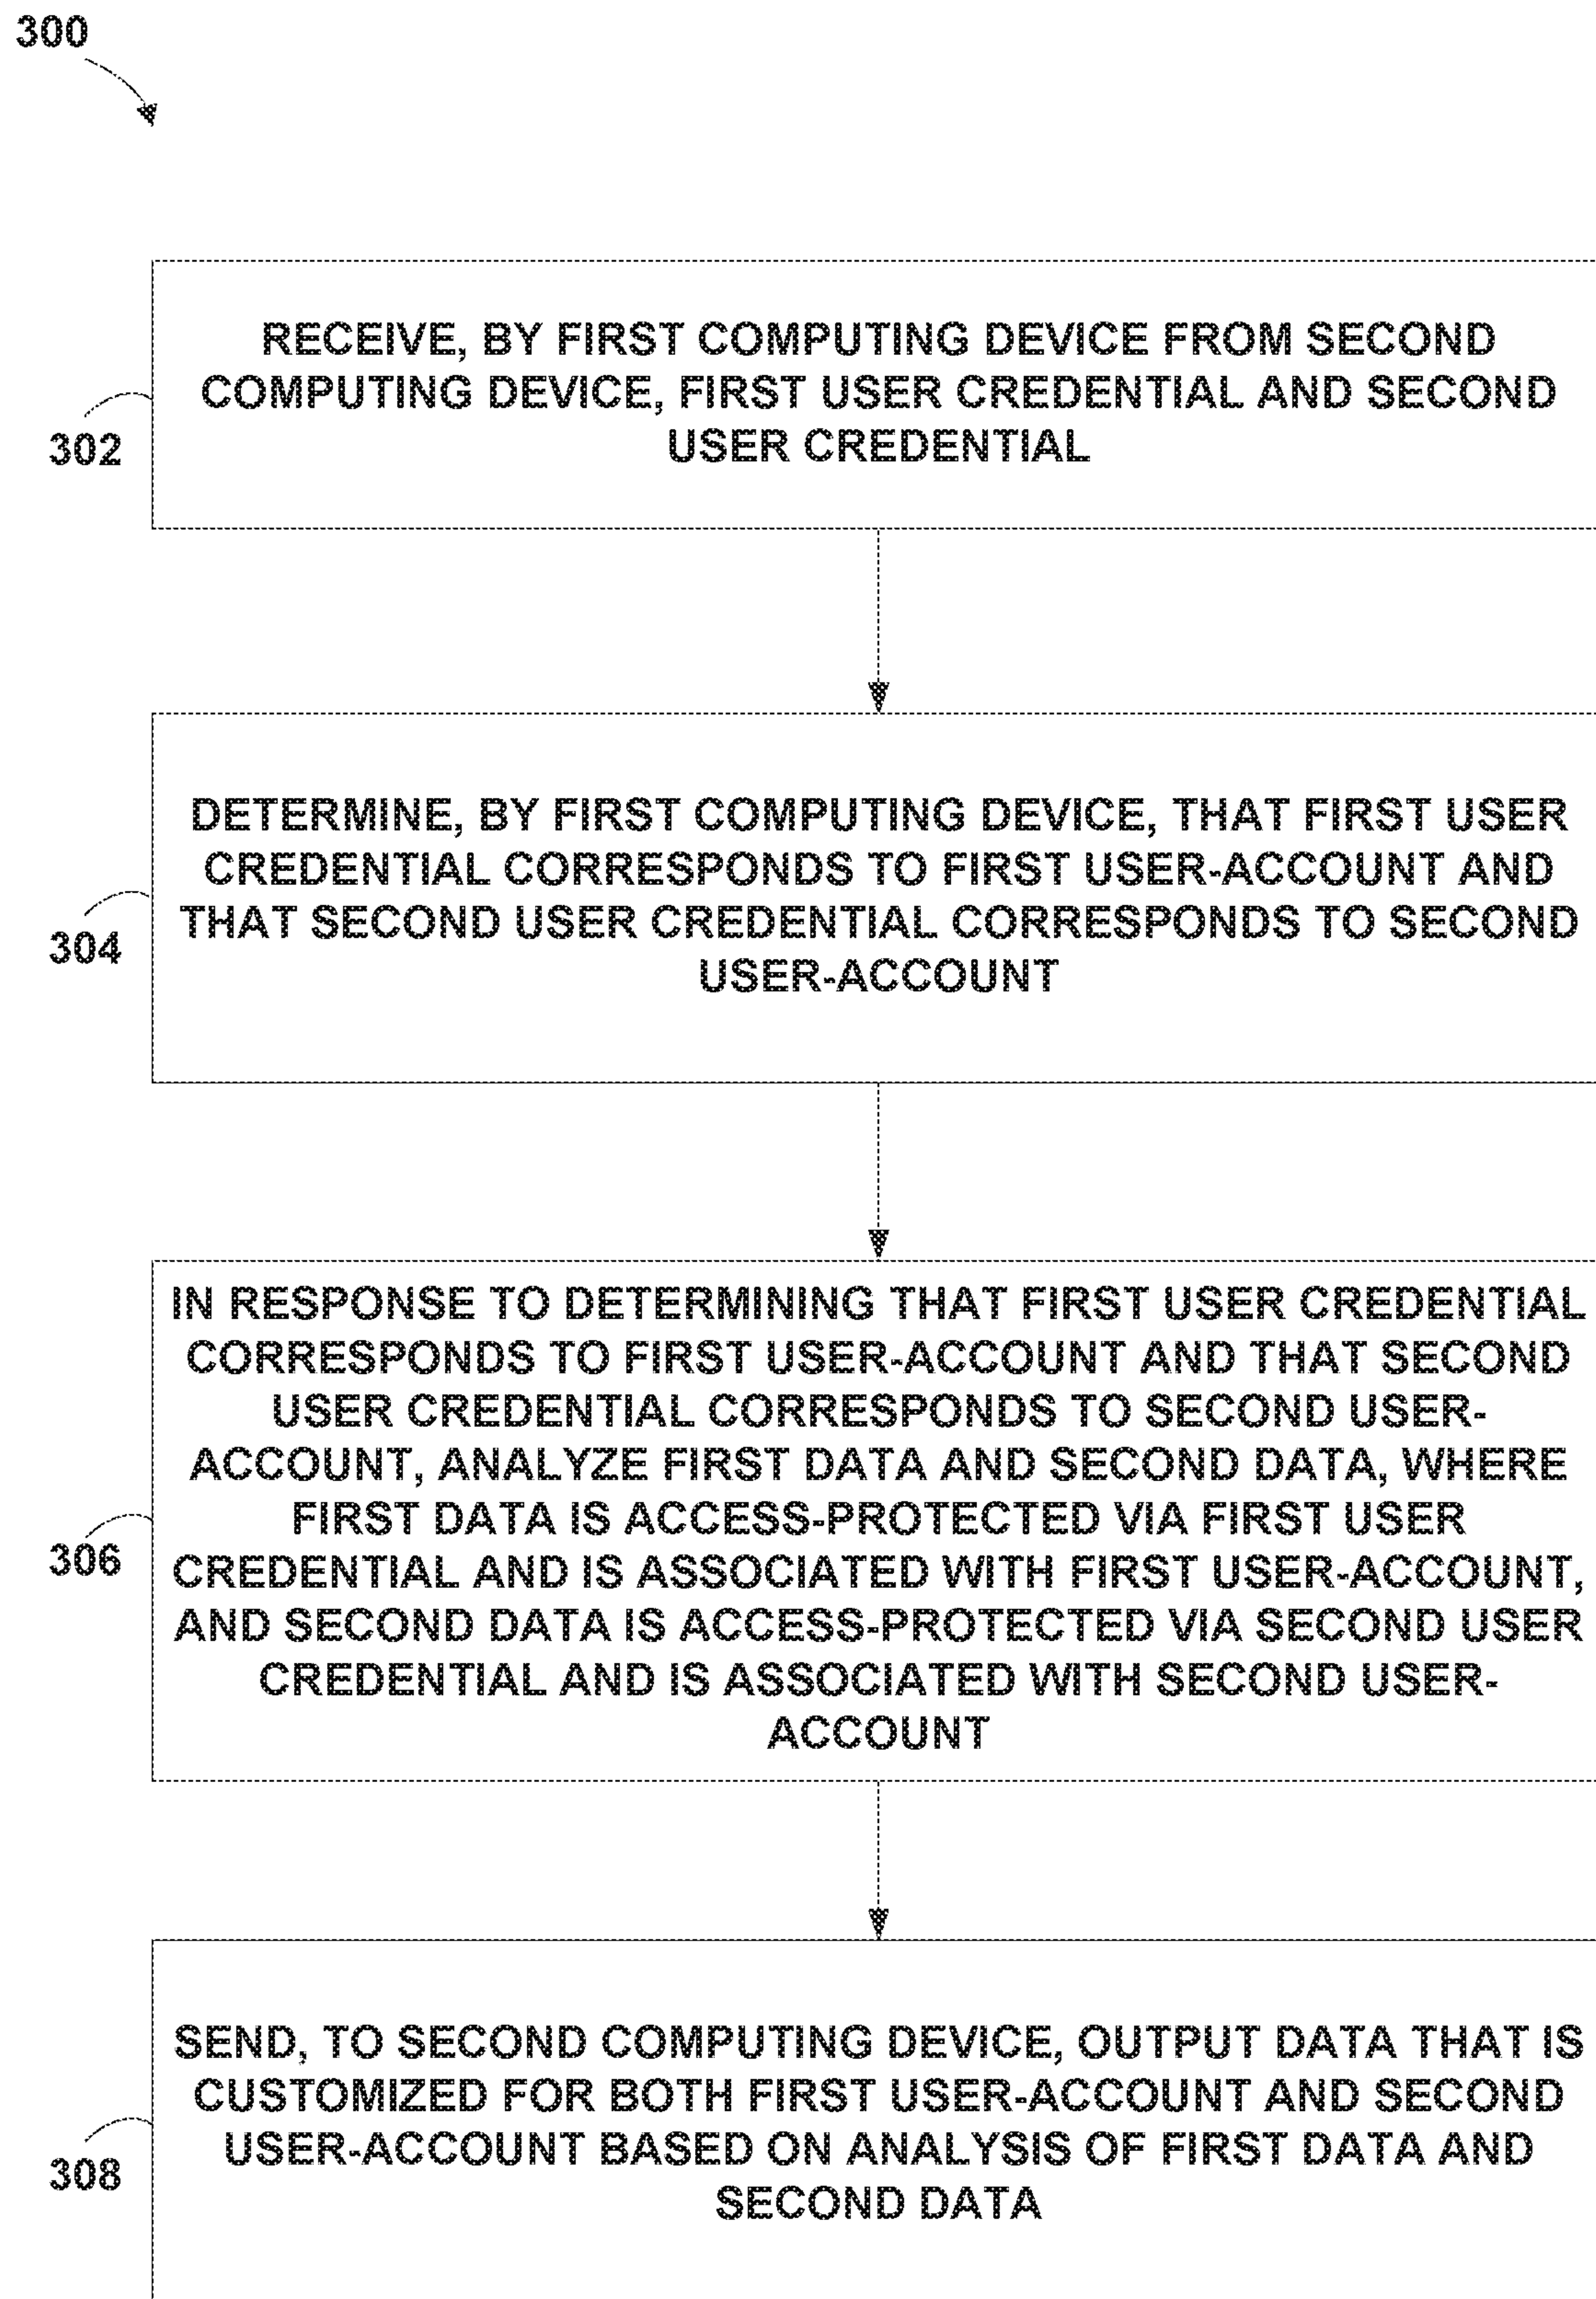 300
RECEIVE, BY FIRST COMPUTING DEVICE FROM SECOND
COMPUTING DEVICE, FIRST USER CREDENTIAL AND SECOND
USER CREDENTIAL
302
DETERMINE, BY FIRST COMPUTING DEVICE, THAT FIRST USER
CREDENTIAL CORRESPONDS TO FIRST USER-ACCOUNT AND
THAT SECOND USER CREDENTIAL CORRESPONDS TO SECOND
USER-ACCOUNT
304
IN RESPONSE TO DETERMINING THAT FIRST USER CREDENTIAL
CORRESPONDS TO FIRST USER-ACCOUNT AND THAT SECOND
USER CREDENTIAL CORRESPONDS TO SECOND USER-
ACCOUNT, ANALYZE FIRST DATA AND SECOND DATA, WHERE
FIRST DATA IS ACCESS-PROTECTED VIA FIRST USER
CREDENTIAL AND IS ASSOCIATED WITH FIRST USER-ACCOUNT,
AND SECOND DATA IS ACCESS-PROTECTED VIA SECOND USER
CREDENTIAL AND IS ASSOCIATED WITH SECOND USER-
ACCOUNT
306
SEND, TO SECOND COMPUTING DEVICE, OUTPUT DATA THAT IS
CUSTOMIZED FOR BOTH FIRST USER-ACCOUNT AND SECOND
USER-ACCOUNT BASED ON ANALYSIS OF FIRST DATA AND
SECOND DATA
308